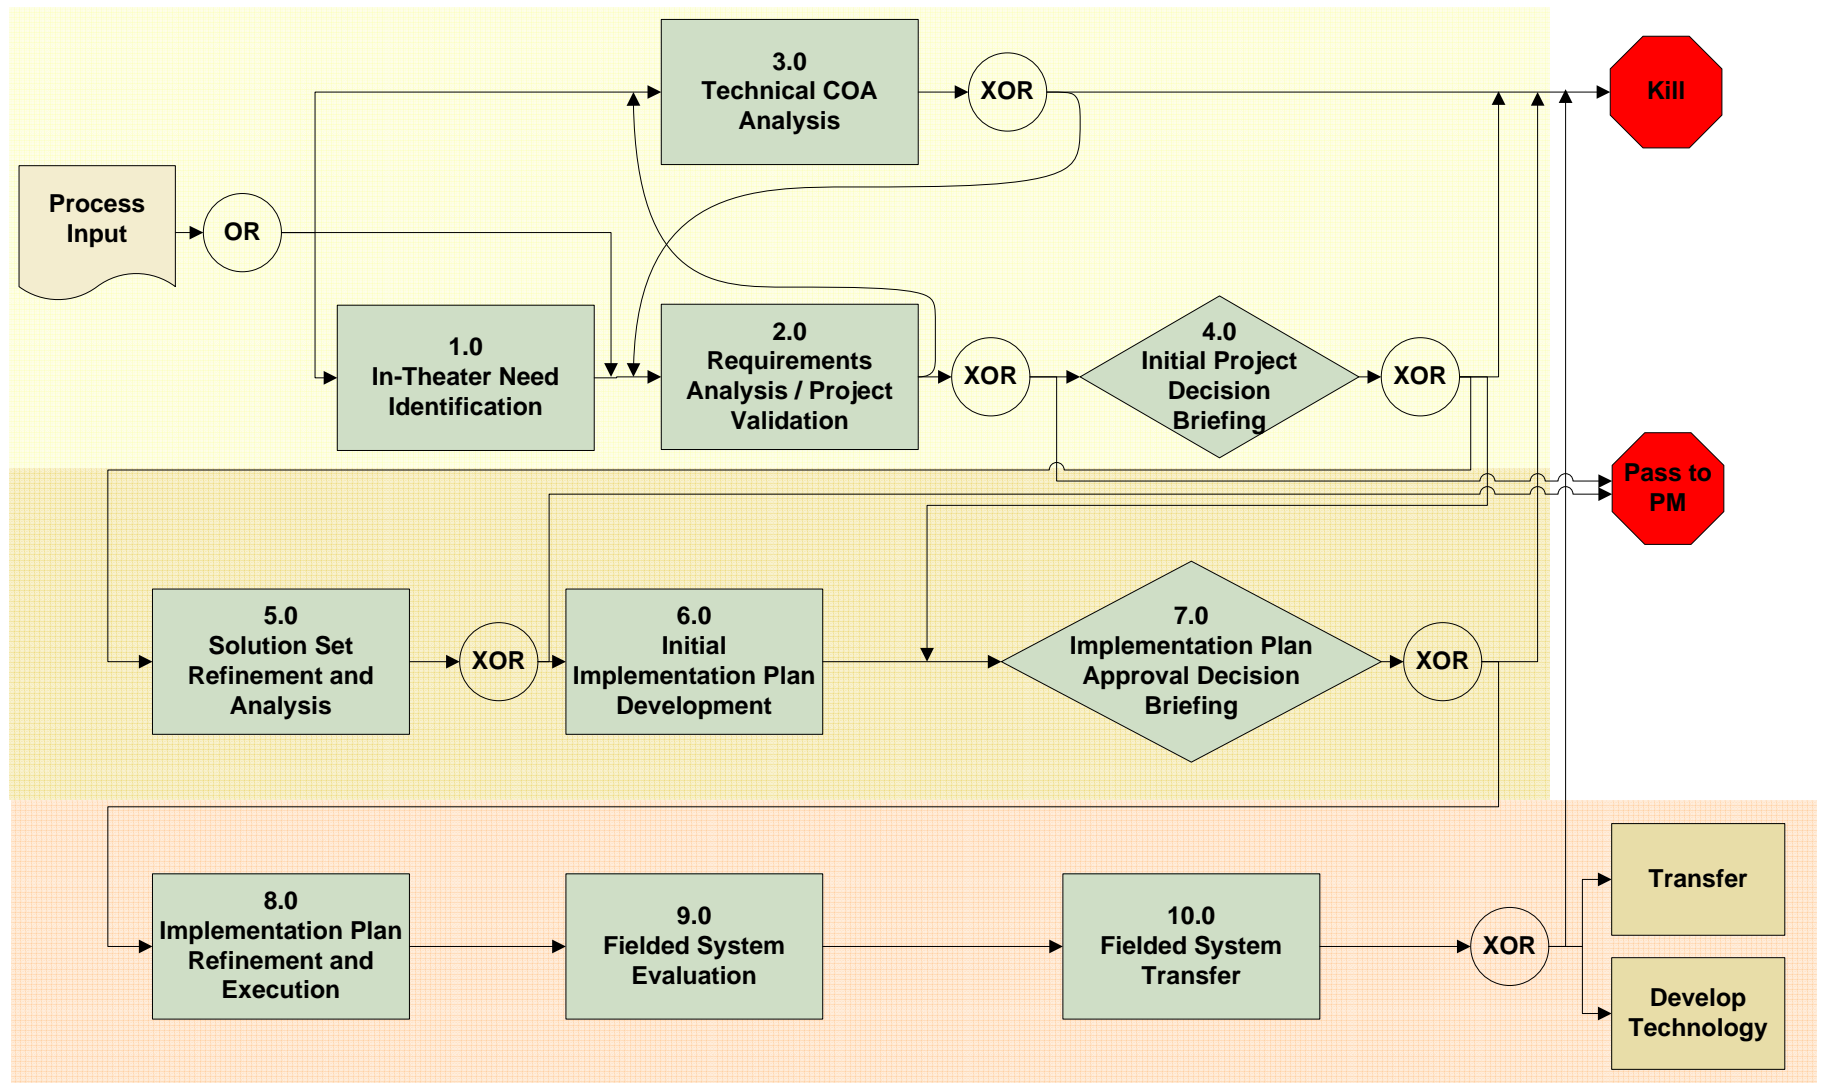 3.0
Technical COA
Analysis
XOR
Kill
Process
Input
OR
1.0
In-Theater Need
Identification
2.0
Requirements
Analysis / Project
Validation
XOR
4.0
Initial Project
Decision
Briefing
XOR
Pass to
PM
5.0
Solution Set
Refinement and
Analysis
XOR
6.0
Initial
Implementation Plan
Development
7.0
Implementation Plan
Approval Decision
Briefing
XOR
8.0
Implementation Plan
Refinement and
Execution
9.0
Fielded System
Evaluation
10.0
Fielded System
Transfer
XOR
Transfer
Develop
Technology